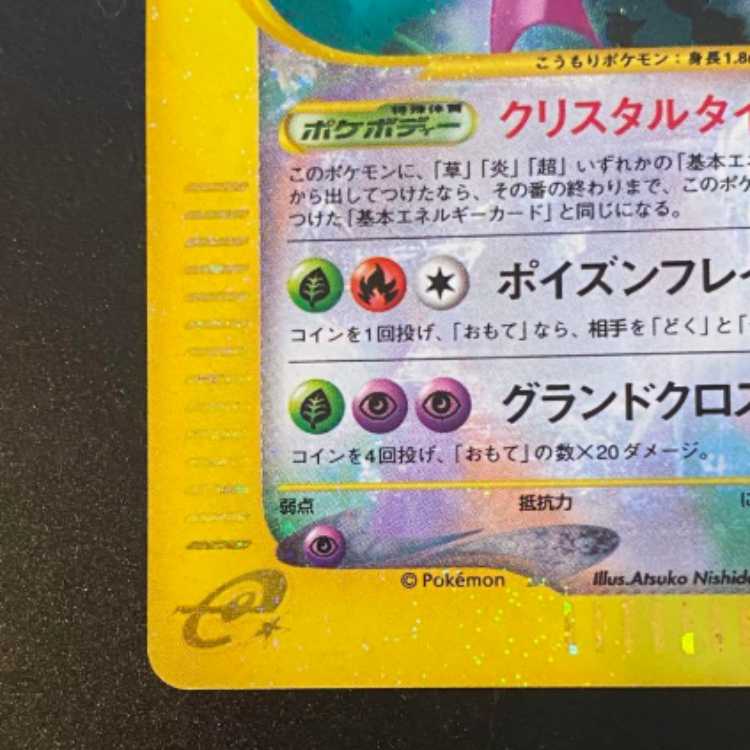 こうもりポケモン：身長1.8
特殊体質
ポケボディー クリスタルタイ
このポケモンに、「草」「炎」「超」いずれかの「基本エネ
から出してつけたなら、その番の終わりまで、このポケ
つけた「基本エネルギーカード」と同じになる。
ポイズンフレイ
コインを1回投げ、「おもて」なら、相手を「どく」と「
グランドクロス
コインを4回投げ、「おもて」の数×20ダメージ。
弱点 抵抗力 に
©Pokémon Illus.Atsuko Nishida
e